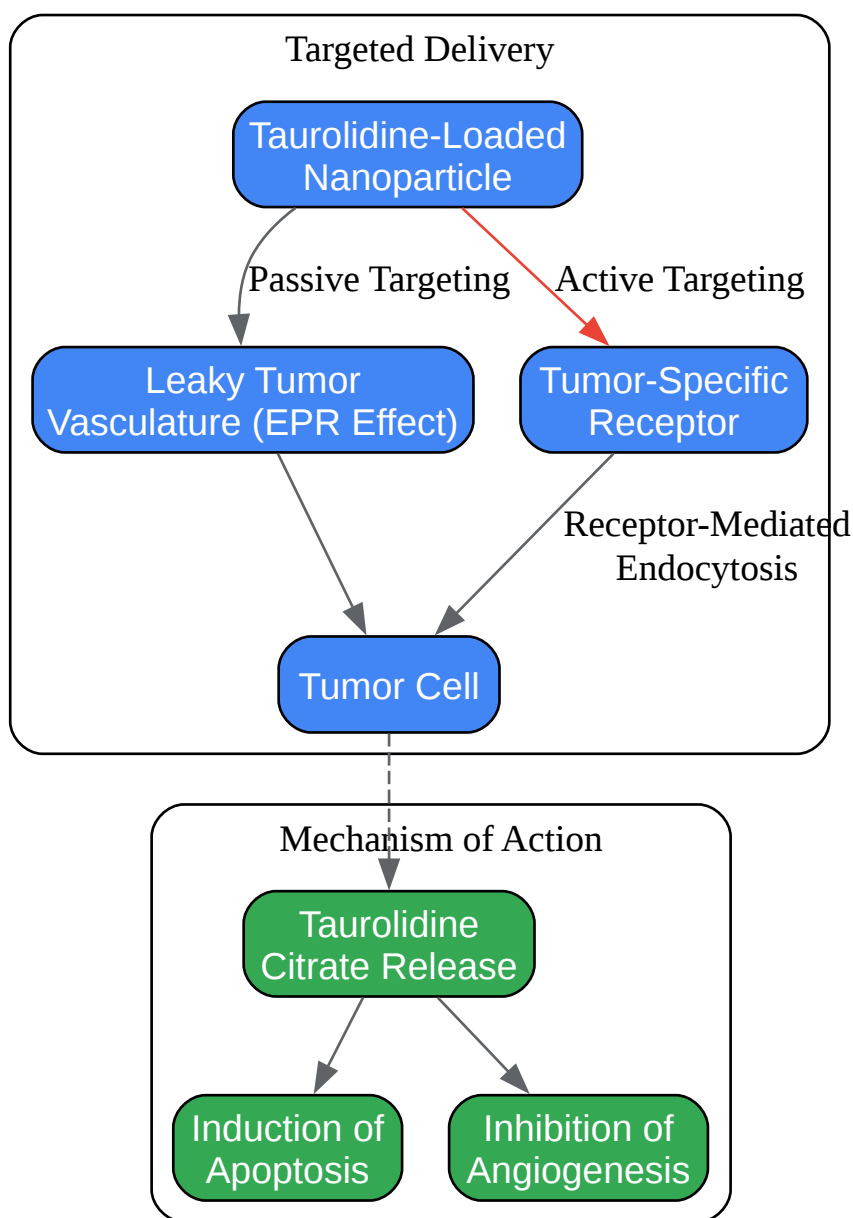 Targeted Delivery
Taurolidine-Loaded
Nanoparticle
Passive Targeting
Active Targeting
Leaky Tumor
Vasculature (EPR Effect)
Tumor-Specific
Receptor
Receptor-Mediated
Endocytosis
Tumor Cell
Mechanism of Action
Taurolidine
Citrate Release
Induction of
Apoptosis
Inhibition of
Angiogenesis